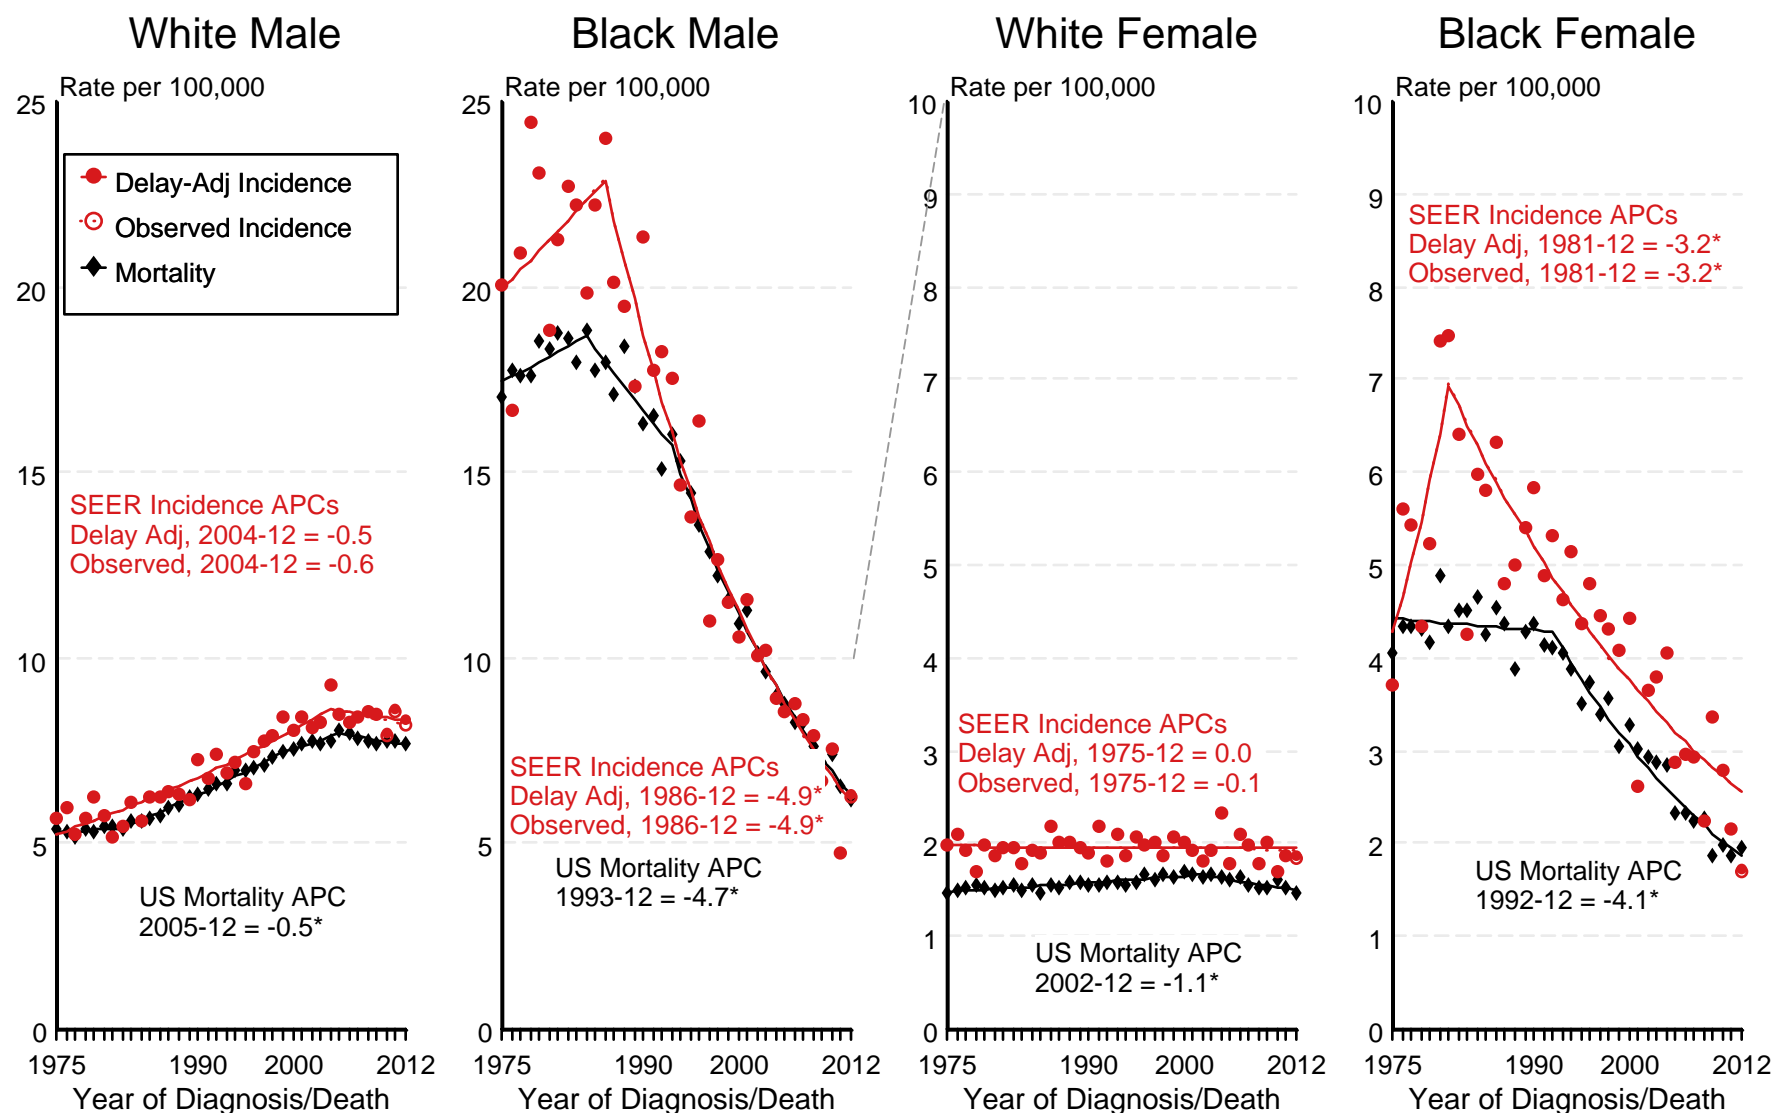 White Male
Black Male
White Female
Black Female
Rate per 100,000
Rate per 100,000
Rate per 100,000
Rate per 100,000
25
20
15
10
5
0
Delay-Adj Incidence
Observed Incidence
Mortality
SEER Incidence APCs
Delay Adj, 2004-12 = -0.5
Observed, 2004-12 = -0.6
US Mortality APC
2005-12 = -0.5*
1975
1990
2000
2012
Year of Diagnosis/Death
25
20
15
10
5
0
SEER Incidence APCs
Delay Adj, 1986-12 = -4.9*
Observed, 1986-12 = -4.9*
US Mortality APC
1993-12 = -4.7*
1975
1990
2000
2012
Year of Diagnosis/Death
10
9
8
7
6
5
4
3
2
1
0
SEER Incidence APCs
Delay Adj, 1975-12 = 0.0
Observed, 1975-12 = -0.1
US Mortality APC
2002-12 = -1.1*
1975
1990
2000
2012
Year of Diagnosis/Death
10
9
8
7
6
5
4
3
2
1
0
SEER Incidence APCs
Delay Adj, 1981-12 = -3.2*
Observed, 1981-12 = -3.2*
US Mortality APC
1992-12 = -4.1*
1975
1990
2000
2012
Year of Diagnosis/Death